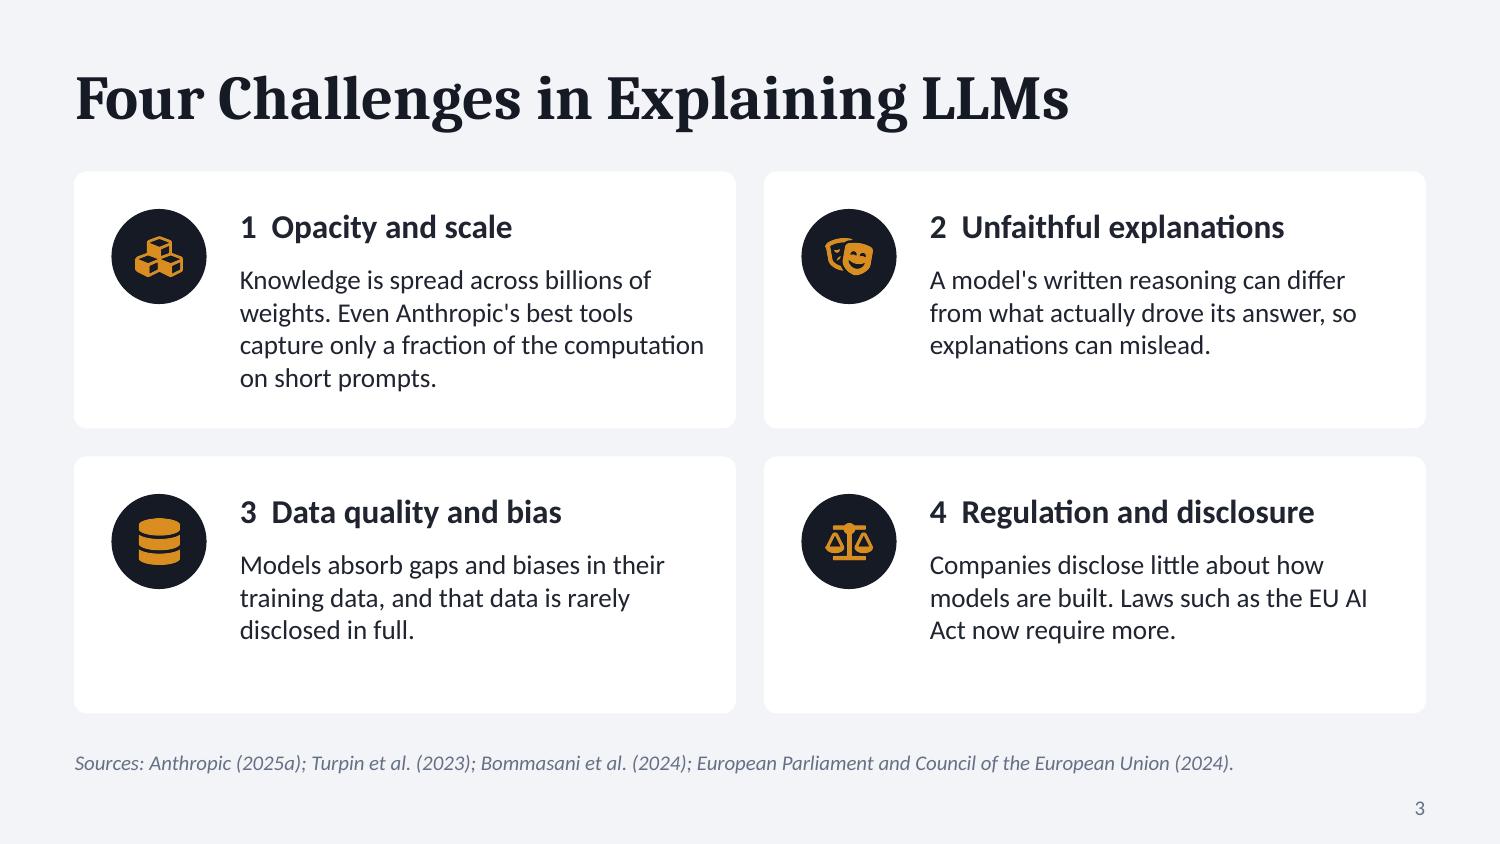 Four Challenges in Explaining LLMs
1 Opacity and scale
Knowledge is spread across billions of
weights. Even Anthropic's best tools
capture only a fraction of the computation
on short prompts.
2 Unfaithful explanations
A model's written reasoning can differ
from what actually drove its answer, so
explanations can mislead.
3 Data quality and bias
Models absorb gaps and biases in their
training data, and that data is rarely
disclosed in full.
4 Regulation and disclosure
Companies disclose little about how
models are built. Laws such as the EU AI
Act now require more.
Sources: Anthropic (2025a); Turpin et al. (2023); Bommasani et al. (2024); European Parliament and Council of the European Union (2024).
3